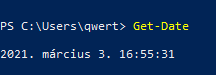 PS C:\Users\qwert> Get-Date
2021. március 3. 16:55:31